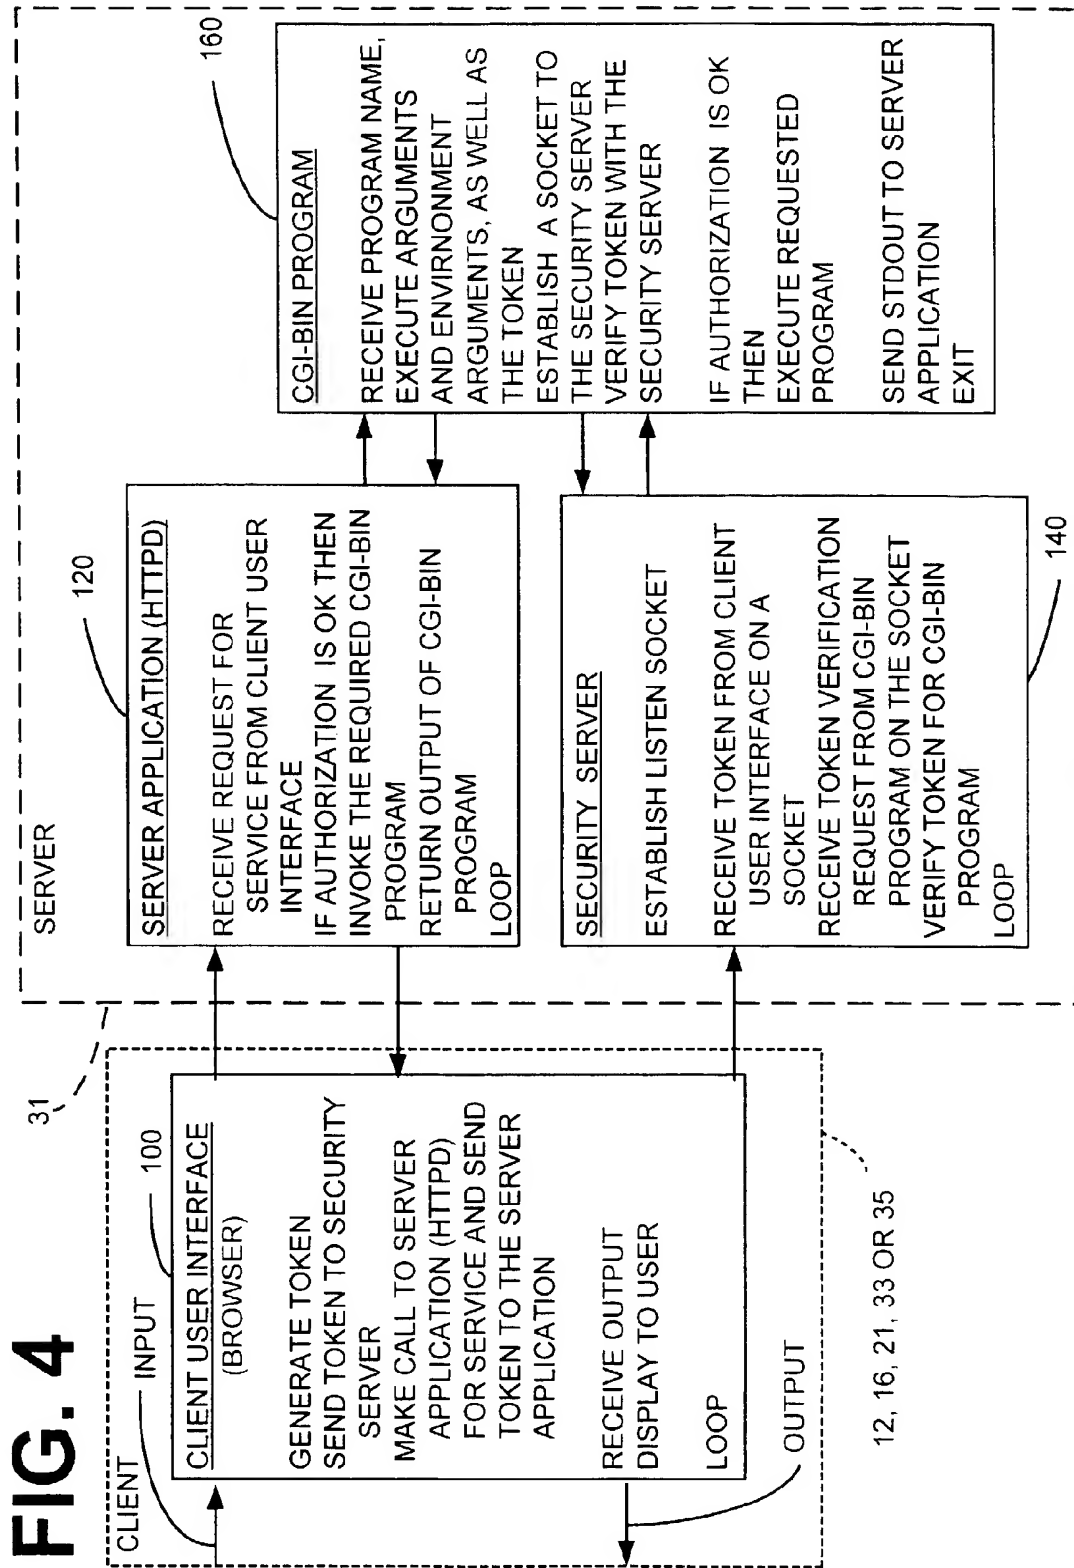 FIG. 4
CLIENT
INPUT
100
CLIENT USER INTERFACE
(BROWSER)
GENERATE TOKEN
SEND TOKEN TO SECURITY
SERVER
MAKE CALL TO SERVER
APPLICATION (HTTPD)
FOR SERVICE AND SEND
TOKEN TO THE SERVER
APPLICATION
RECEIVE OUTPUT
DISPLAY TO USER
LOOP
OUTPUT
12, 16, 21, 33 OR 35
31
SERVER
120
SERVER APPLICATION (HTTPD)
RECEIVE REQUEST FOR
SERVICE FROM CLIENT USER
INTERFACE
IF AUTHORIZATION IS OK THEN
INVOKE THE REQUIRED CGI-BIN
PROGRAM
RETURN OUTPUT OF CGI-BIN
PROGRAM
LOOP
SECURITY SERVER
ESTABLISH LISTEN SOCKET
RECEIVE TOKEN FROM CLIENT
USER INTERFACE ON A
SOCKET
RECEIVE TOKEN VERIFICATION
REQUEST FROM CGI-BIN
PROGRAM ON THE SOCKET
VERIFY TOKEN FOR CGI-BIN
PROGRAM
LOOP
140
160
CGI-BIN PROGRAM
RECEIVE PROGRAM NAME,
EXECUTE ARGUMENTS
AND ENVIRNONMENT
ARGUMENTS, AS WELL AS
THE TOKEN
ESTABLISH A SOCKET TO
THE SECURITY SERVER
VERIFY TOKEN WITH THE
SECURITY SERVER
IF AUTHORIZATION IS OK
THEN
EXECUTE REQUESTED
PROGRAM
SEND STDOUT TO SERVER
APPLICATION
EXIT